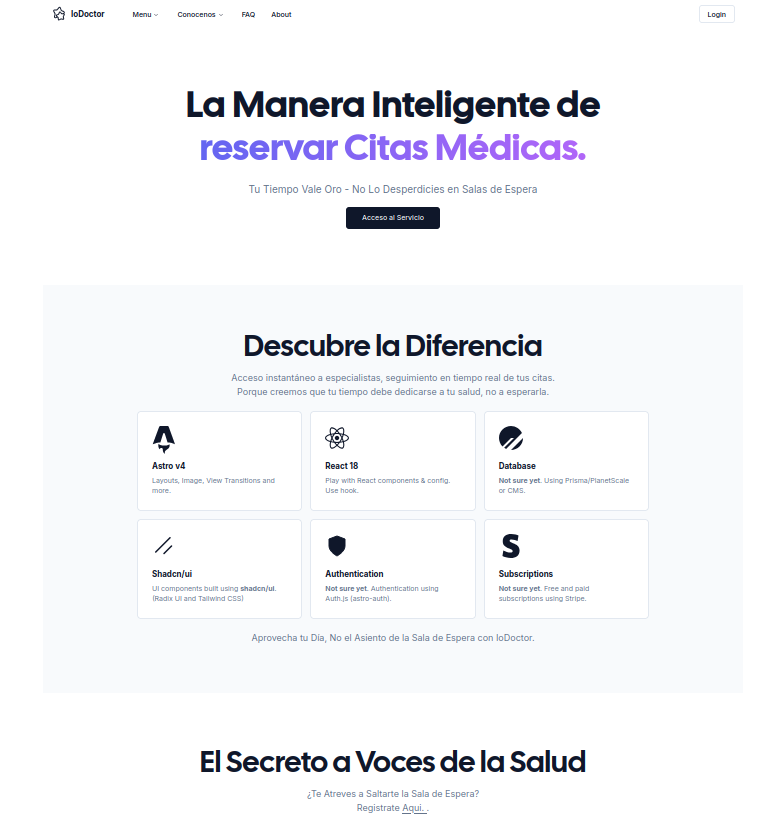 IoDoctor
Menu
Conocenos
FAQ
About
Login
La Manera Inteligente de
reservar Citas Médicas.
Tu Tiempo Vale Oro - No Lo Desperdicies en Salas de Espera
Acceso al Servicio
Descubre la Diferencia
Acceso instantáneo a especialistas, seguimiento en tiempo real de tus citas.
Porque creemos que tu tiempo debe dedicarse a tu salud, no a esperarla.
Astro v4
Layouts, Image, View Transitions and
more.
React 18
Play with React components & config.
Use hook.
Database
Not sure yet. Using Prisma/PlanetScale
or CMS.
Shadcn/ui
UI components built using shadcn/ui.
(Radix UI and Tailwind CSS)
Authentication
Not sure yet. Authentication using
Auth.js (astro-auth).
Subscriptions
Not sure yet. Free and paid
subscriptions using Stripe.
Aprovecha tu Día, No el Asiento de la Sala de Espera con IoDoctor.
El Secreto a Voces de la Salud
¿Te Atreves a Saltarte la Sala de Espera?
Registrate Aqui. .